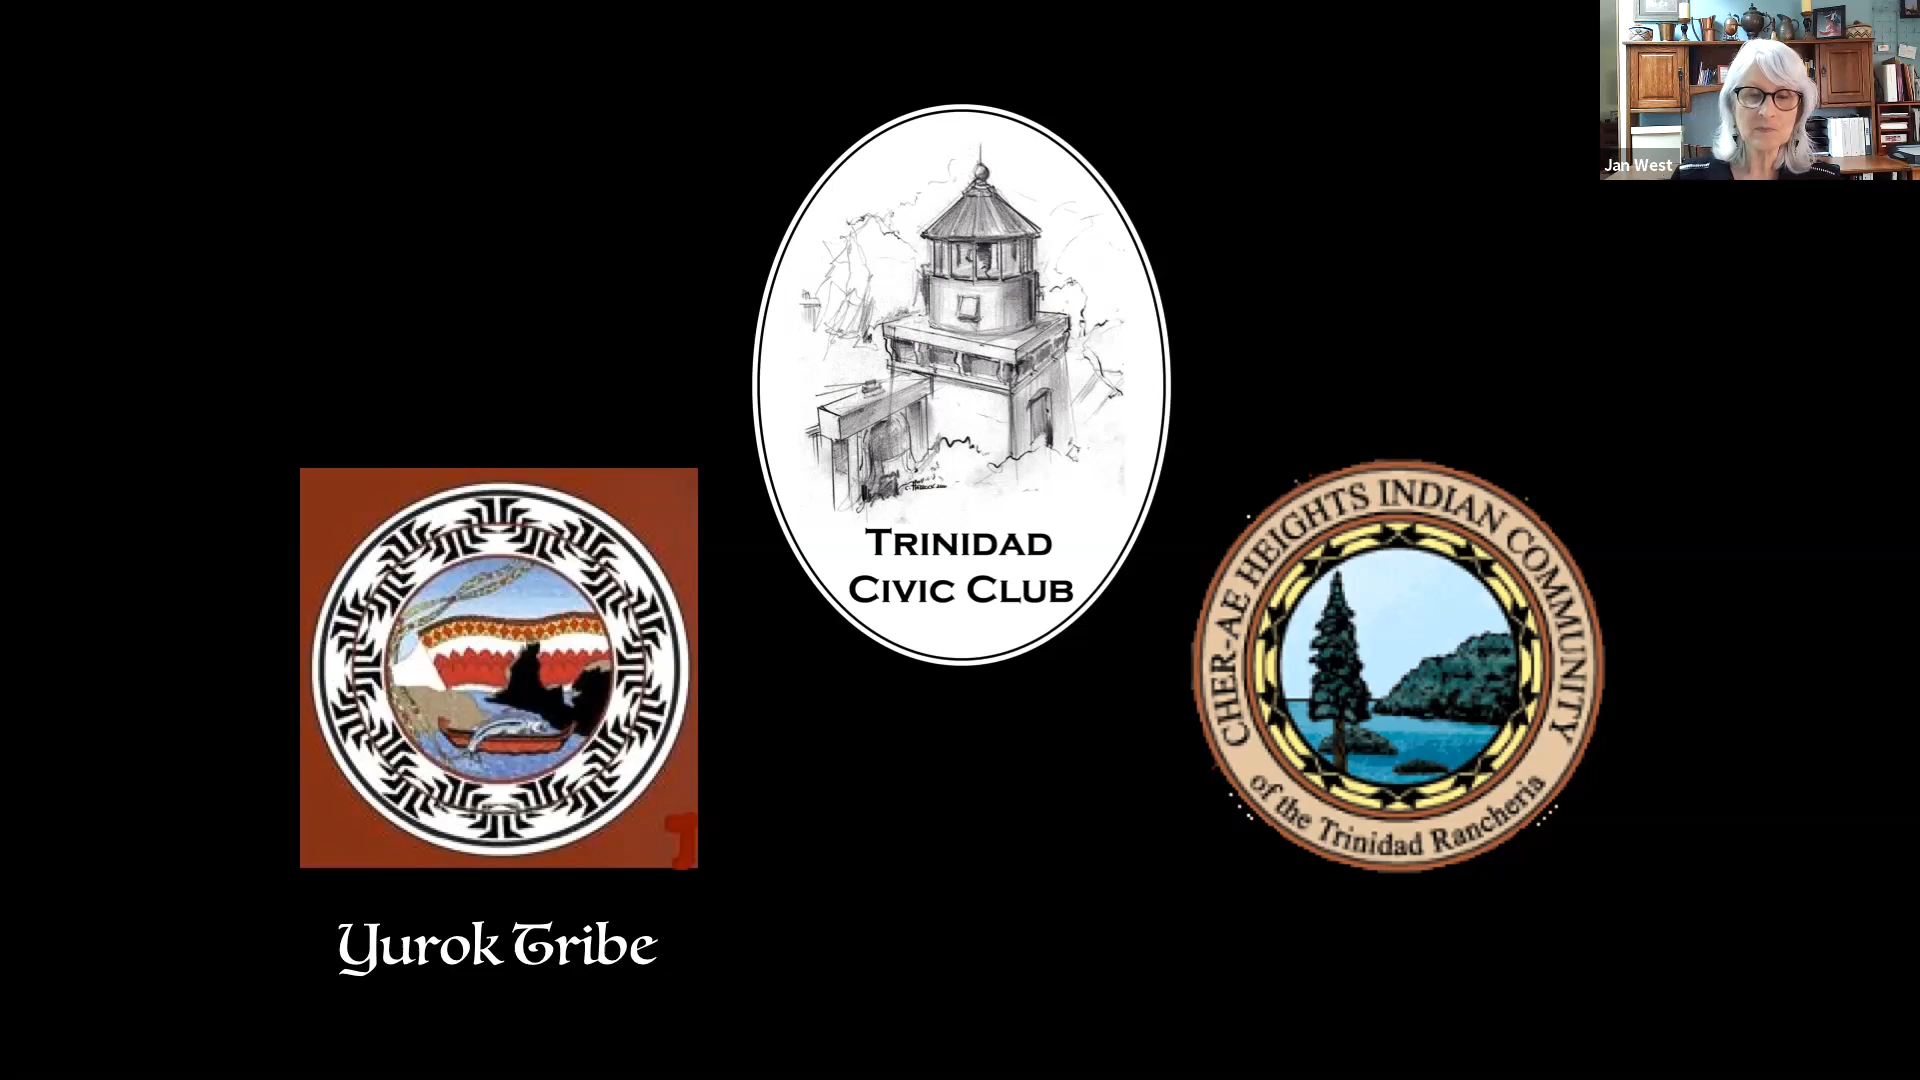 Jan West
TRINIDAD
CIVIC CLUB
CHER-AE HEIGHTS INDIAN COMMUNITY
of the Trinidad Rancheria
Yurok Tribe